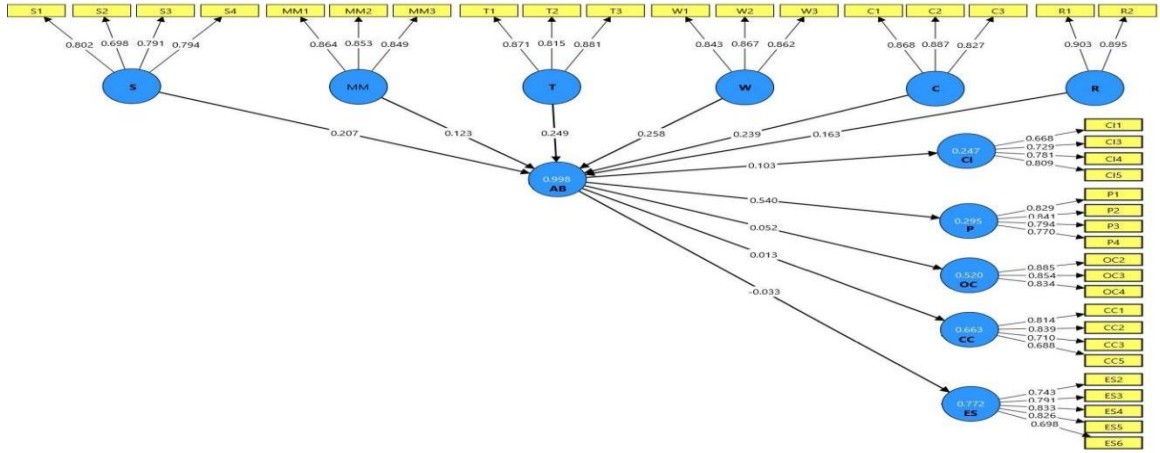 S1 S2 S3 S4 MM1 MM2 MM3 T1 T2 T3 W1 W2 W3 C1 C2 C3 R1 R2
0.802 0.698 0.791 0.794 0.864 0.853 0.849 0.871 0.815 0.881 0.843 0.867 0.862 0.868 0.887 0.827 0.903 0.895
S MM T W C R
0.207 0.123 0.249 0.258 0.239 0.163
0.998
AB
0.103
0.247
CI
0.668 CI1
0.729 CI3
0.781 CI4
0.809 CI5
0.540
0.295
P
0.829 P1
0.841 P2
0.794 P3
0.770 P4
0.052
0.520
OC
0.885 OC2
0.854 OC3
0.834 OC4
0.013
0.663
CC
0.814 CC1
0.839 CC2
0.710 CC3
0.688 CC5
-0.033
0.772
ES
0.743 ES2
0.791 ES3
0.833 ES4
0.826 ES5
0.698 ES6